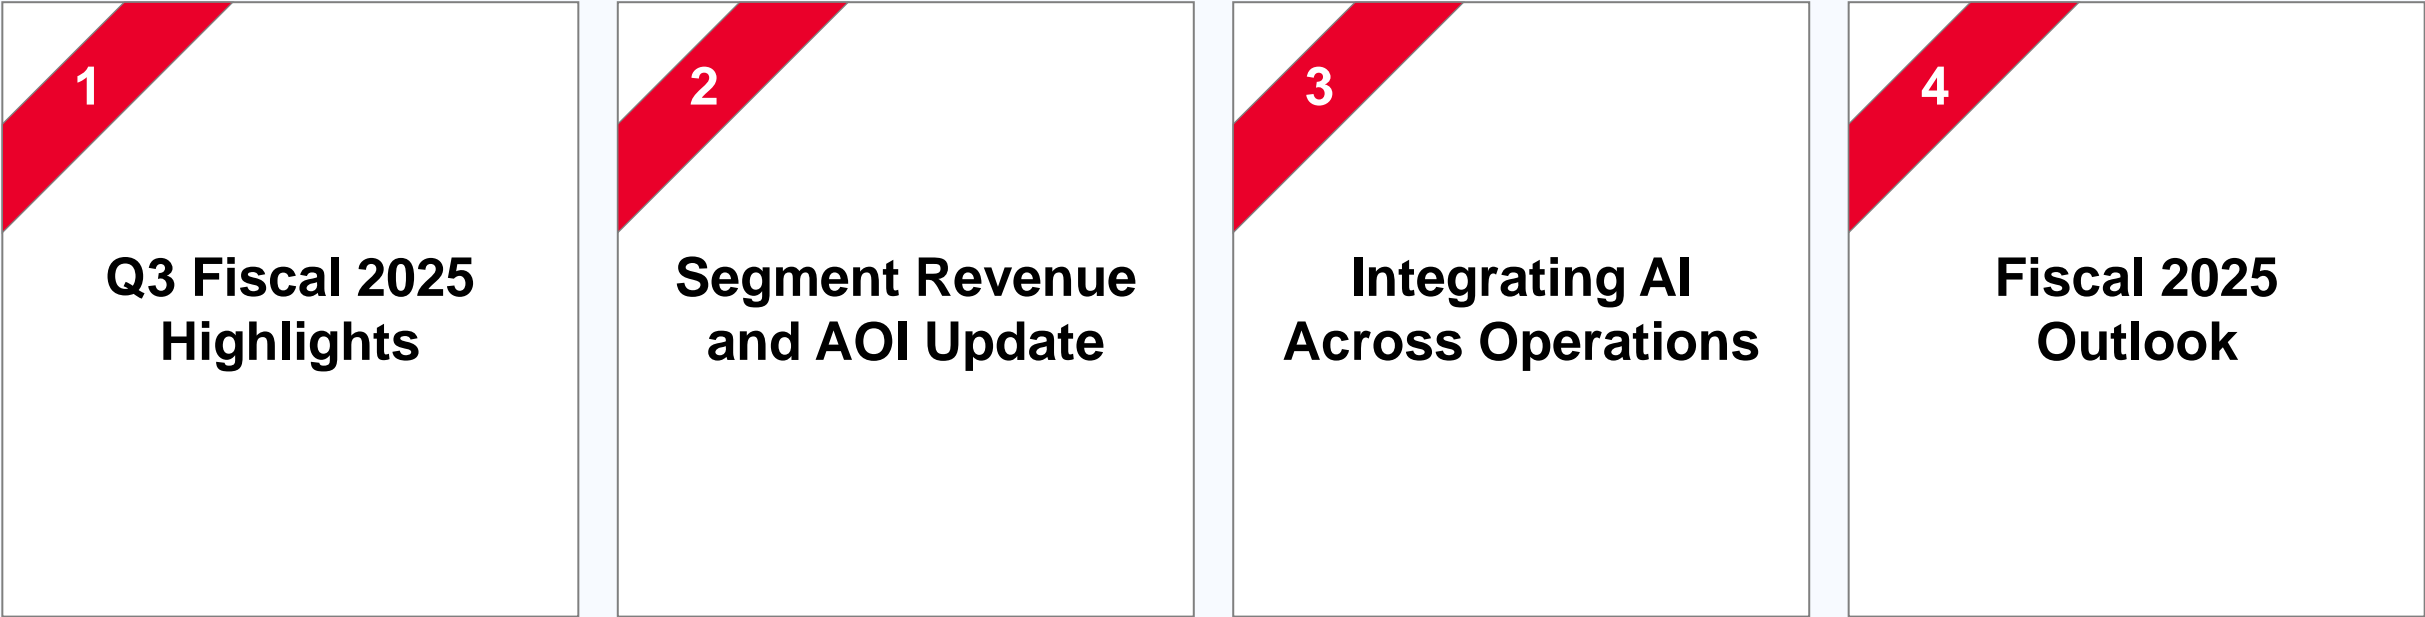 1
Q3 Fiscal 2025
Highlights
2
Segment Revenue
and AOI Update
3
Integrating AI
Across Operations
4
Fiscal 2025
Outlook